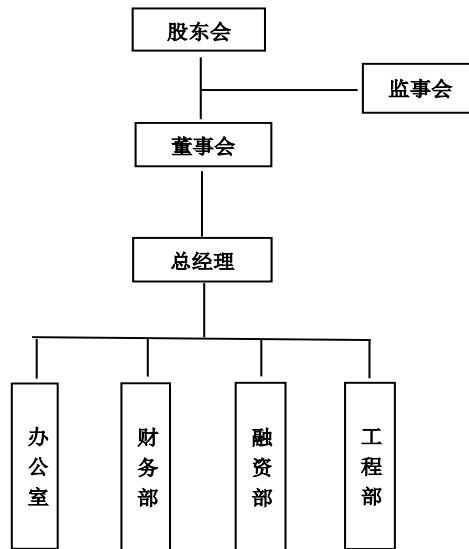 股东会
监事会
董事会
总经理
办公室
财务部
融资部
工程部